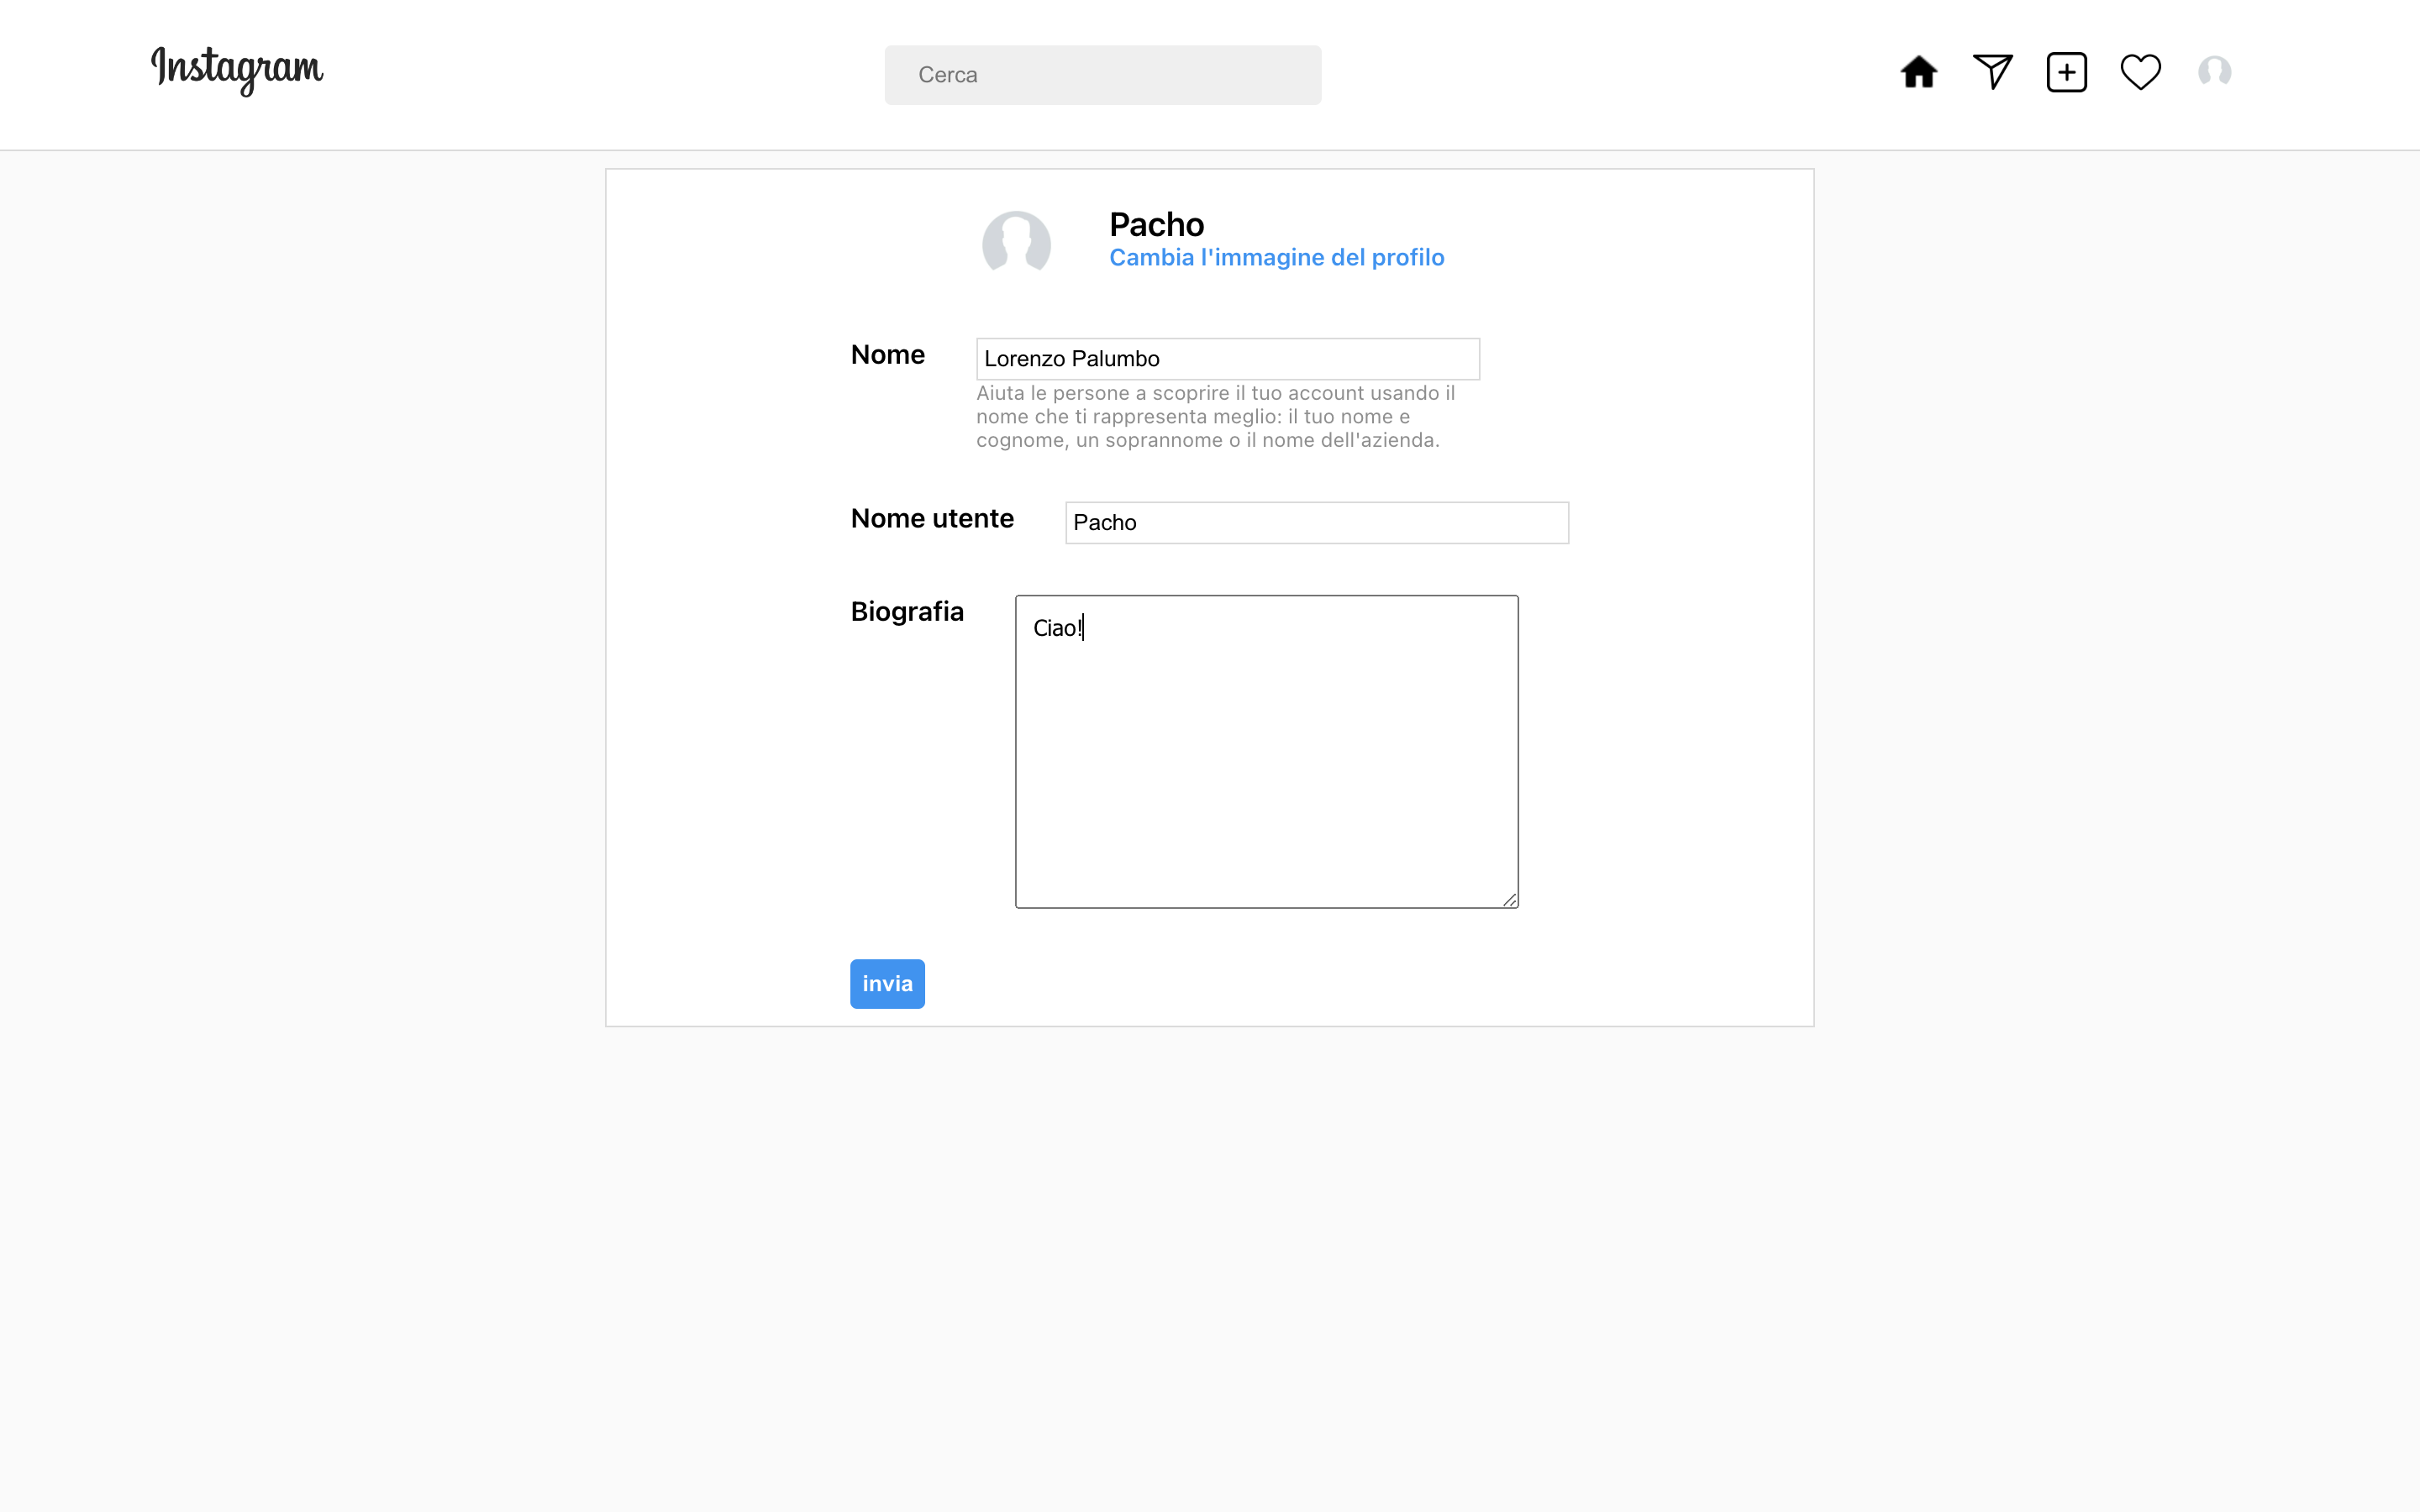 Instagram
Cerca
Pacho
Cambia l'immagine del profilo
Nome
Lorenzo Palumbo
Aiuta le persone a scoprire il tuo account usando il
nome che ti rappresenta meglio: il tuo nome e
cognome, un soprannome o il nome dell'azienda.
Nome utente
Pacho
Biografia
Ciao!
invia